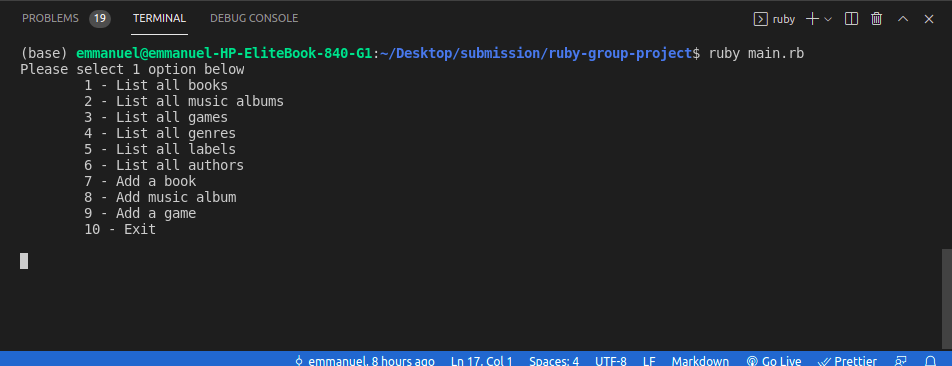 PROBLEMS 19 TERMINAL DEBUG CONSOLE ruby
(base) emmanuel@emmanuel-HP-EliteBook-840-G1:~/Desktop/submission/ruby-group-project$ ruby main.rb
Please select 1 option below
1 - List all books
2 - List all music albums
3 - List all games
4 - List all genres
5 - List all labels
6 - List all authors
7 - Add a book
8 - Add music album
9 - Add a game
10 - Exit
emmanuel, 8 hours ago Ln 17, Col 1 Spaces: 4 UTF-8 LF Markdown Go Live Prettier